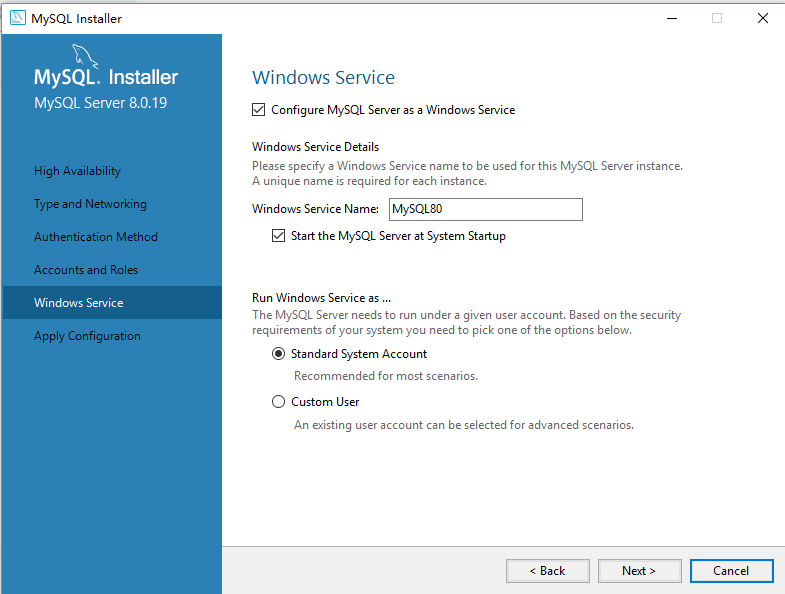 MySQL Installer
MySQL. Installer
MySQL Server 8.0.19
High Availability
Type and Networking
Authentication Method
Accounts and Roles
Windows Service
Apply Configuration
Windows Service
Configure MySQL Server as a Windows Service
Windows Service Details
Please specify a Windows Service name to be used for this MySQL Server instance.
A unique name is required for each instance.
Windows Service Name: MySQL80
Start the MySQL Server at System Startup
Run Windows Service as ...
The MySQL Server needs to run under a given user account. Based on the security
requirements of your system you need to pick one of the options below.
Standard System Account
Recommended for most scenarios.
Custom User
An existing user account can be selected for advanced scenarios.
< Back Next > Cancel